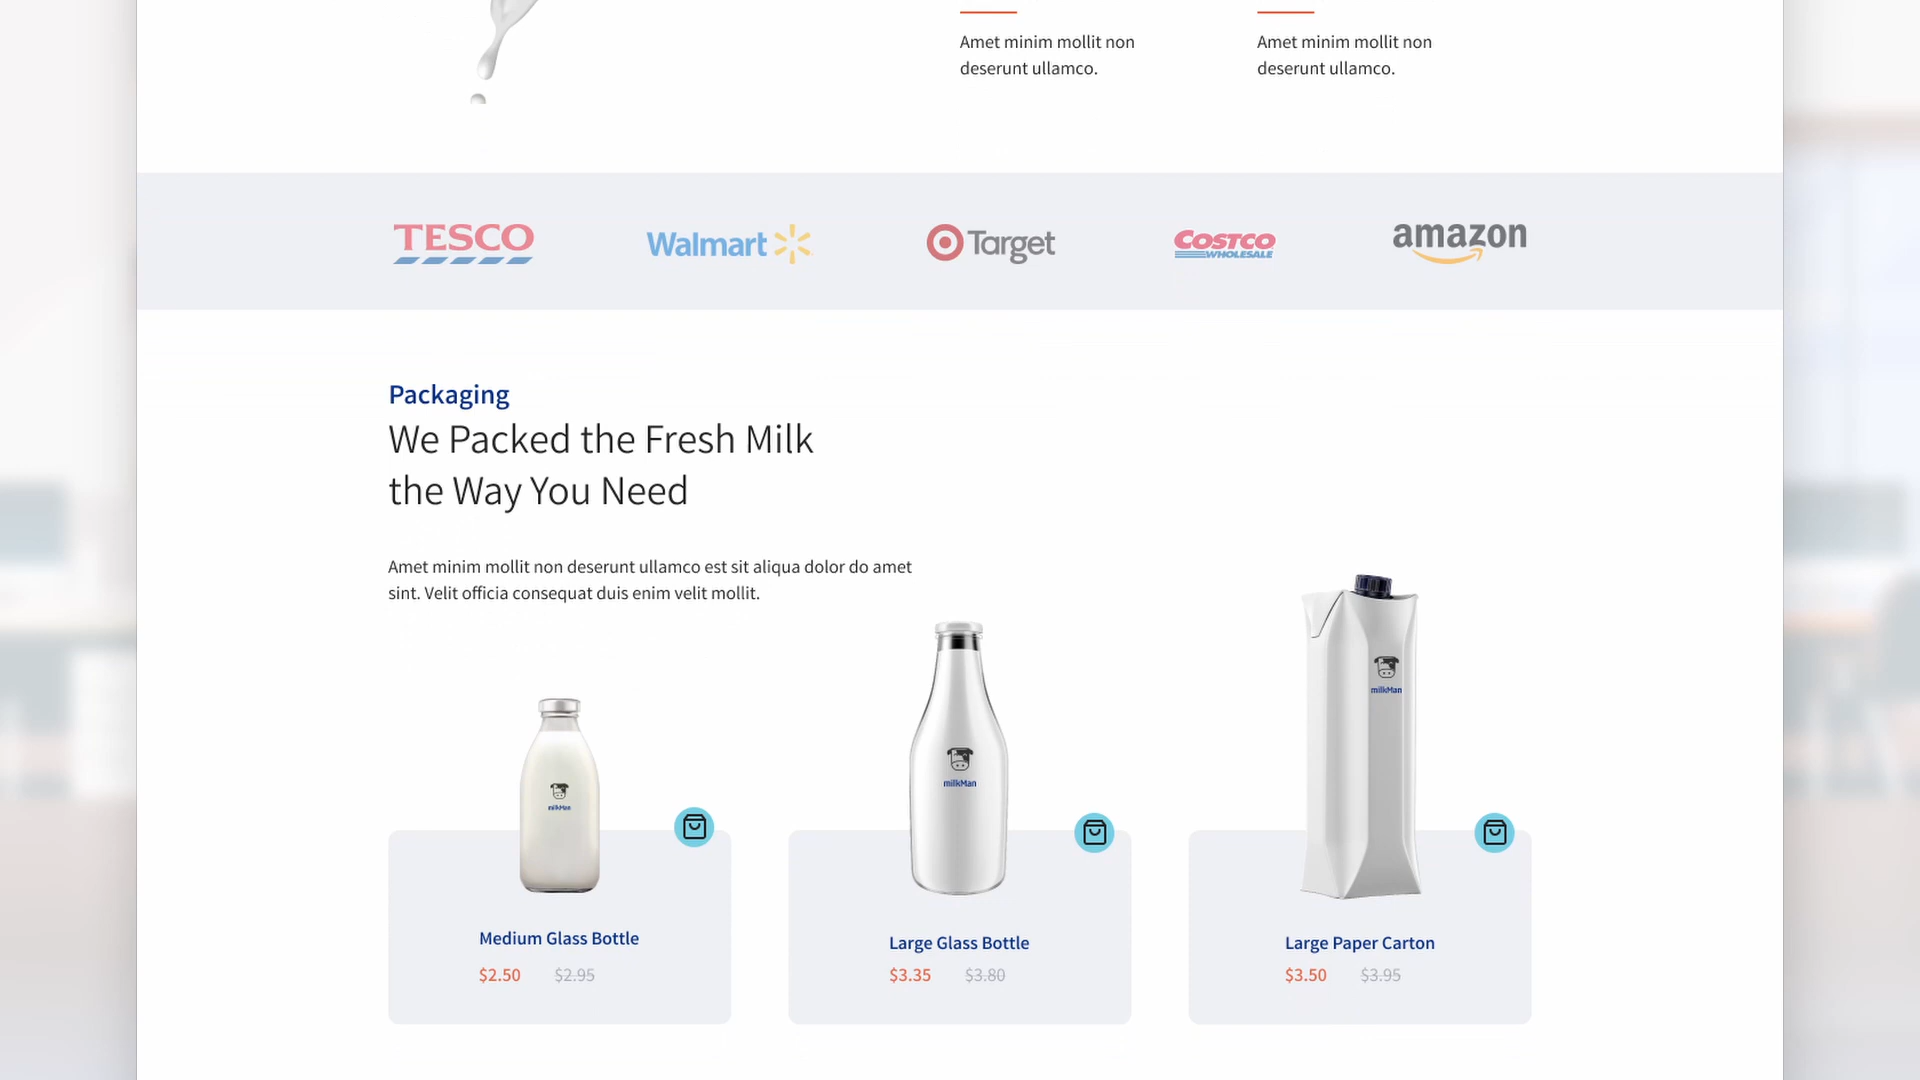 Amet minim mollit non
deserunt ullamco.
Amet minim mollit non
deserunt ullamco.
TESCO
Walmart
Target
COSTCO
WHOLESALE
amazon
Packaging
We Packed the Fresh Milk
the Way You Need
Amet minim mollit non deserunt ullamco est sit aliqua dolor do amet
sint. Velit officia consequat duis enim velit mollit.
milkMan
milkMan
milkMan
Medium Glass Bottle
$2.50 $2.95
Large Glass Bottle
$3.35 $3.80
Large Paper Carton
$3.50 $3.95